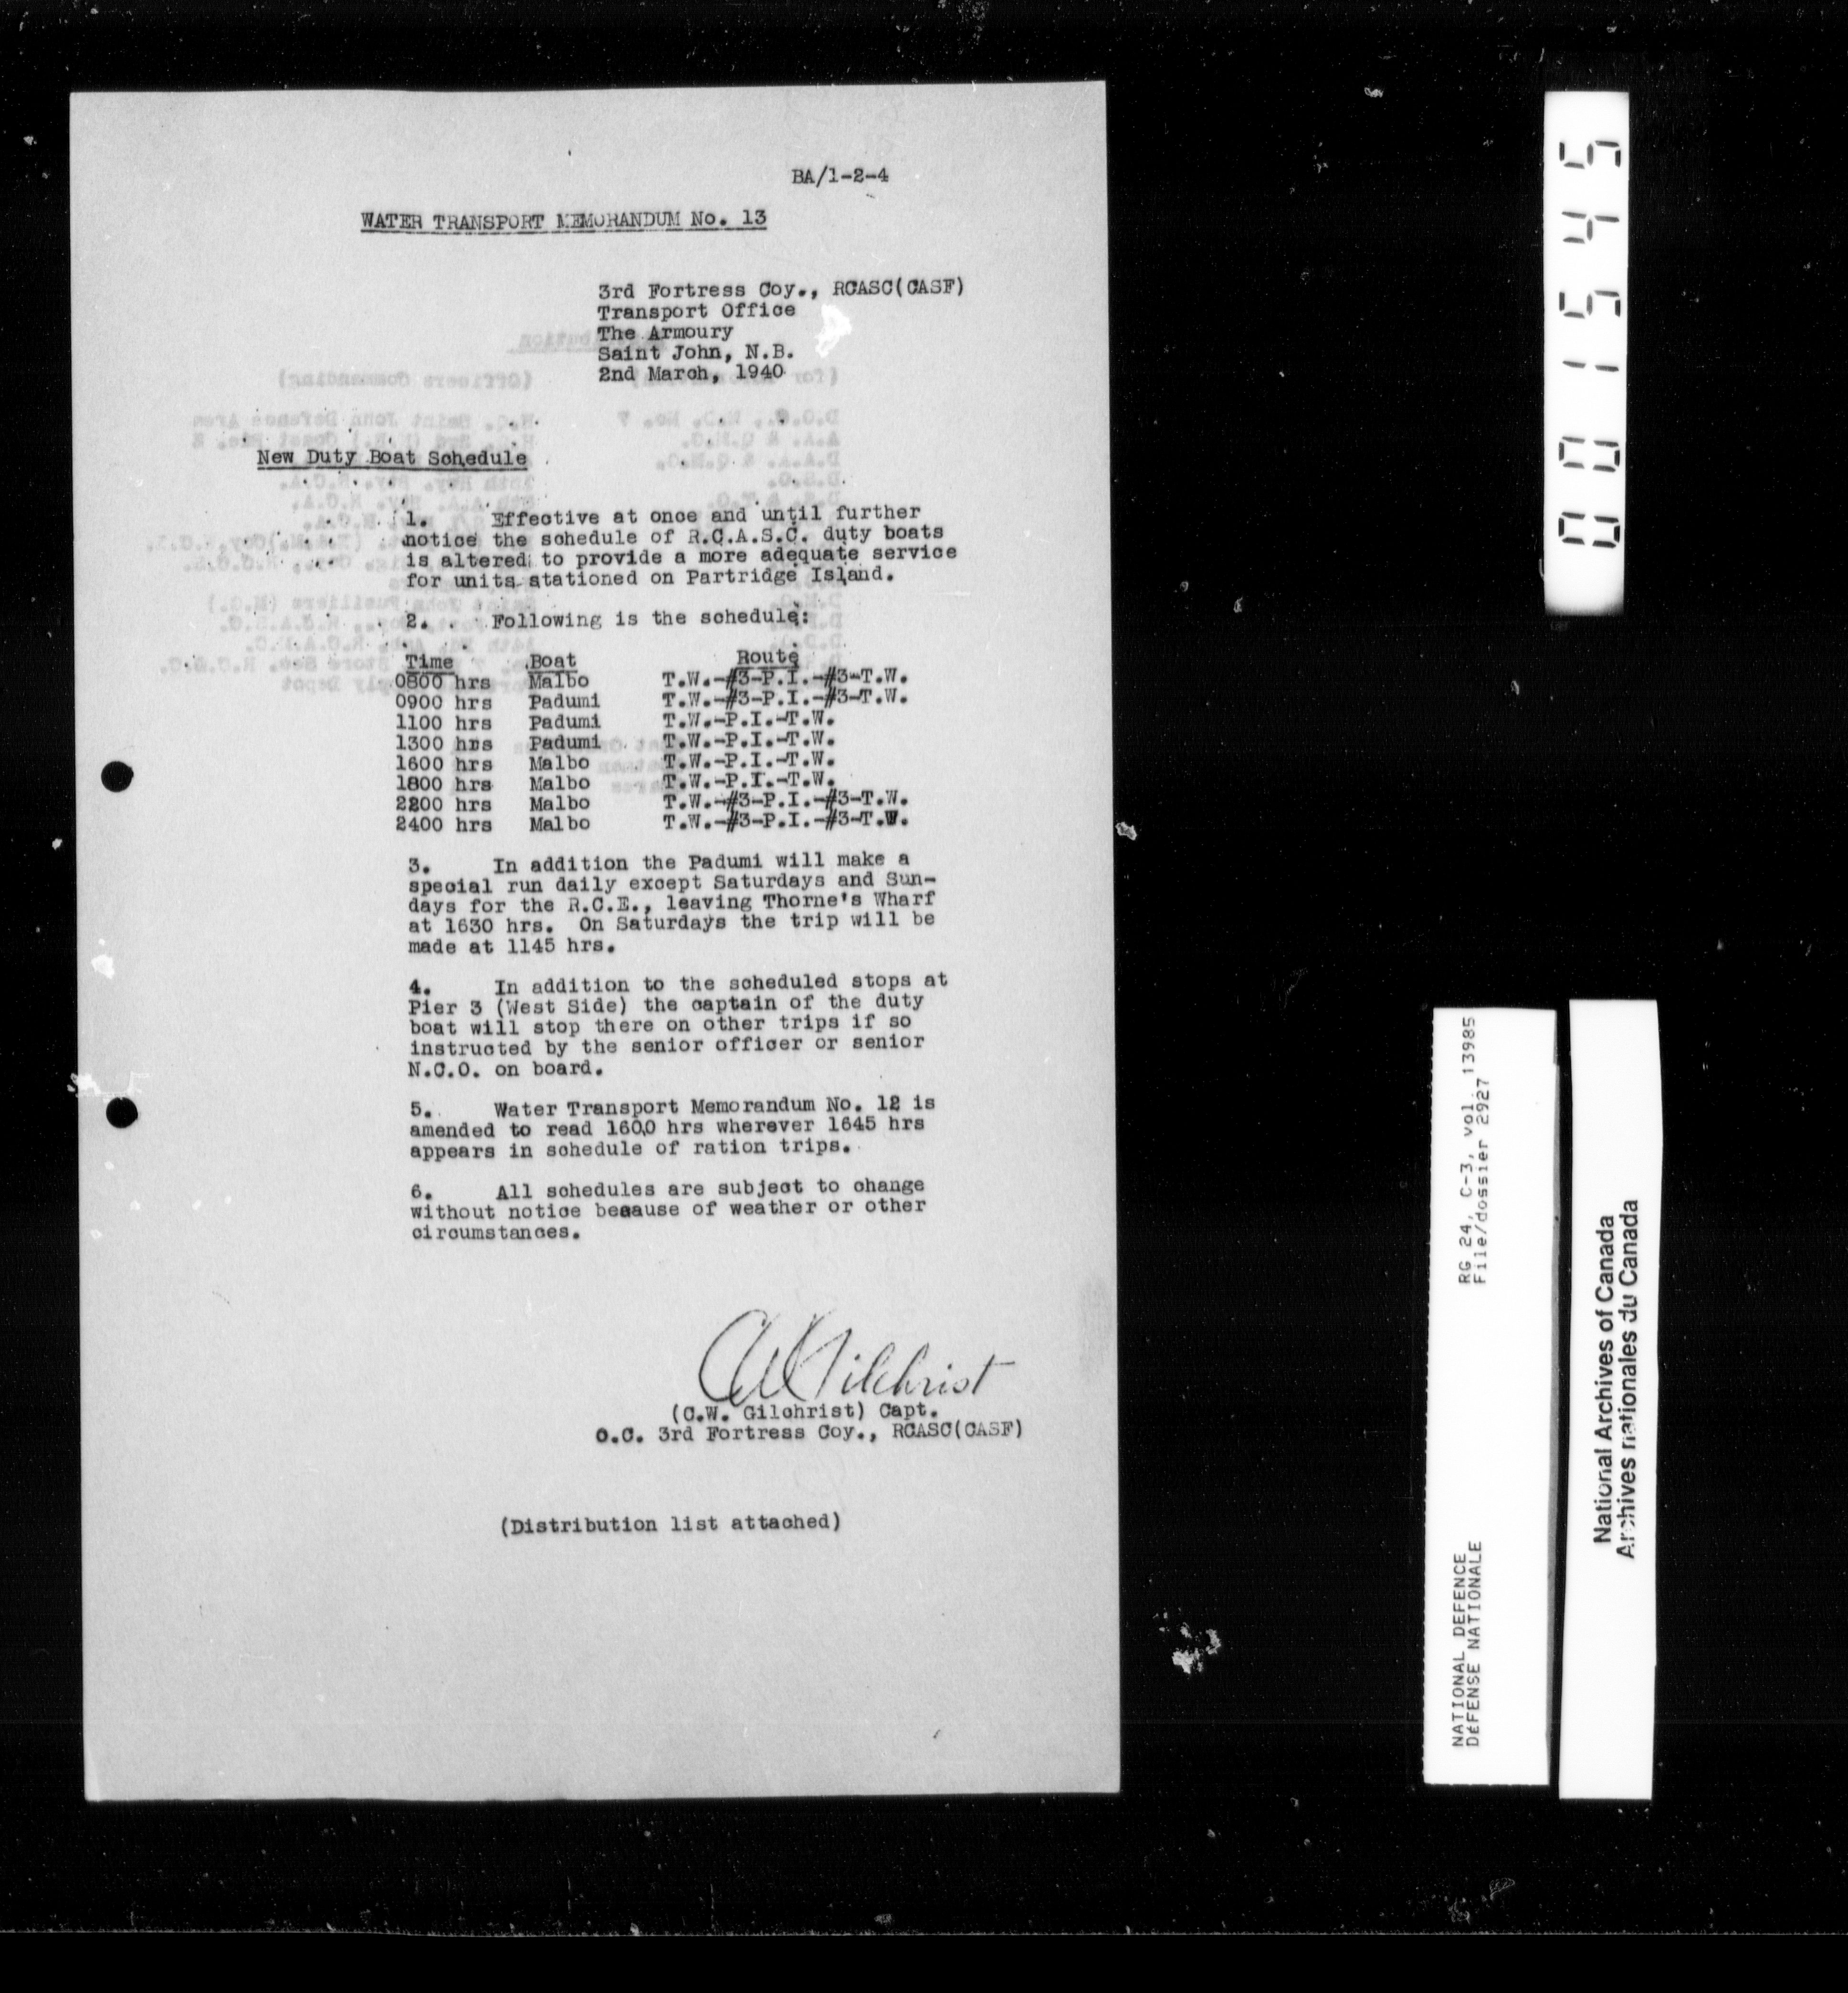 BA/1-2-4
WATER TRANSPORT MEMORANDUM No. 13
3rd Fortress Coy., RCASC(CASF)
Transport Office
The Armoury
Saint John, N.B.
2nd March, 1940
New Duty Boat Schedule
1. Effective at once and until further
notice the schedule of R.C.A.S.C. duty boats
is altered to provide a more adequate service
for units stationed on Partridge Island.
2. Following is the schedule:
Time Boat Route
0800 hrs Malbo T.W.-#3-P.I.-#3-T.W.
0900 hrs Padumi T.W.-#3-P.I.-#3-T.W.
1100 hrs Padumi T.W.-P.I.-T.W.
1300 hrs Padumi T.W.-P.I.-T.W.
1600 hrs Malbo T.W.-P.I.-T.W.
1800 hrs Malbo T.W.-P.I.-T.W.
2200 hrs Malbo T.W.-#3-P.I.-#3-T.W.
2400 hrs Malbo T.W.-#3-P.I.-#3-T.W.
3. In addition the Padumi will make a
special run daily except Saturdays and Sun-
days for the R.C.E., leaving Thorne's Wharf
at 1630 hrs. On Saturdays the trip will be
made at 1145 hrs.
4. In addition to the scheduled stops at
Pier 3 (West Side) the captain of the duty
boat will stop there on other trips if so
instructed by the senior officer or senior
N.C.O. on board.
5. Water Transport Memorandum No. 12 is
amended to read 1600 hrs wherever 1645 hrs
appears in schedule of ration trips.
6. All schedules are subject to change
without notice beaause of weather or other
circumstances.
CW Gilchrist
(C.W. Gilchrist) Capt.
O.C. 3rd Fortress Coy., RCASC(CASF)
(Distribution list attached)
001545
NATIONAL DEFENCE RG 24, C-3, vol. 13985
DÉFENSE NATIONALE File/dossier 2927
National Archives of Canada
Archives nationales du Canada